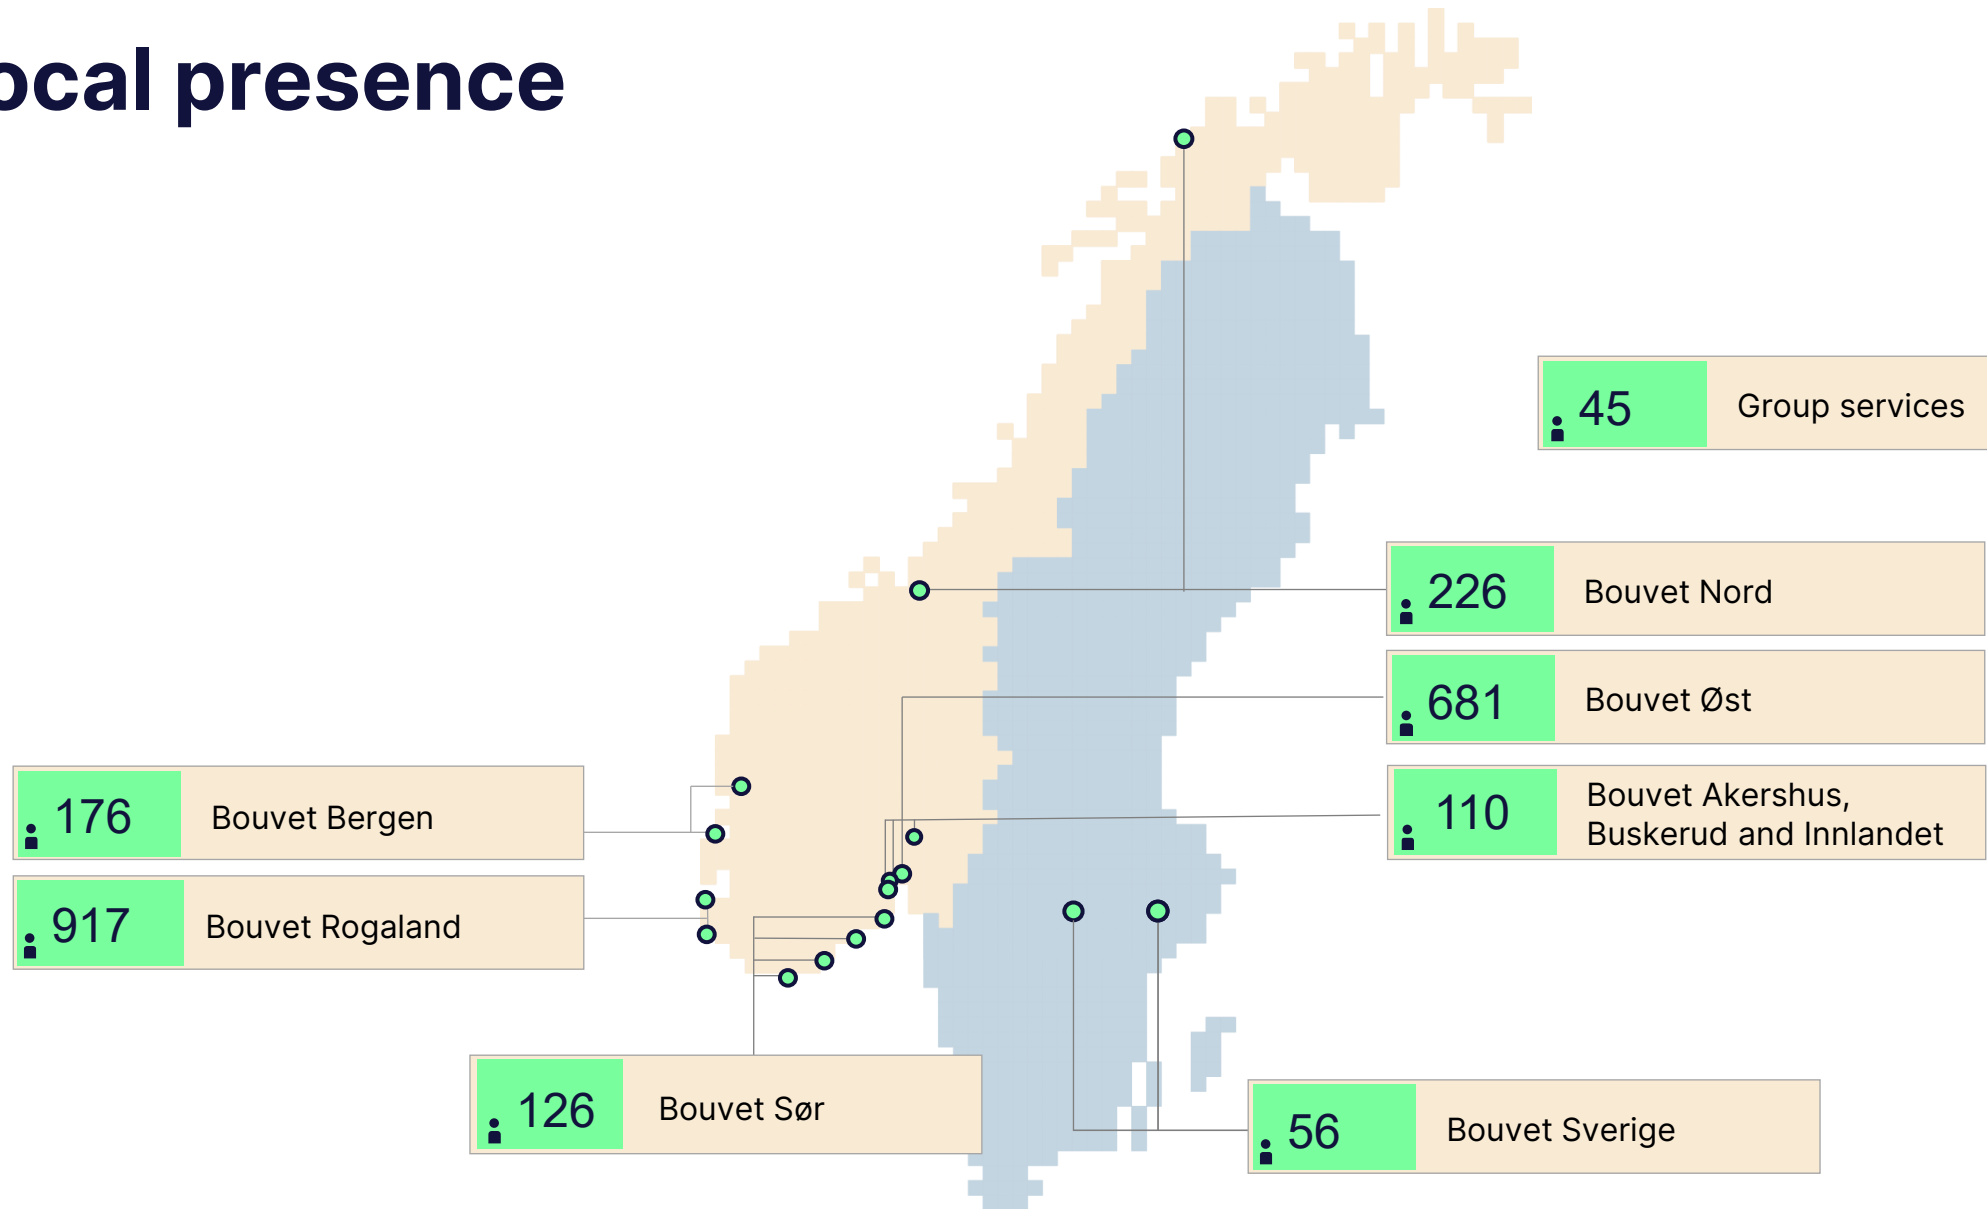 ocal presence
45
Group services
226
Bouvet Nord
681
Bouvet Øst
110
Bouvet Akershus,
Buskerud and Innlandet
176
Bouvet Bergen
917
Bouvet Rogaland
126
Bouvet Sør
56
Bouvet Sverige